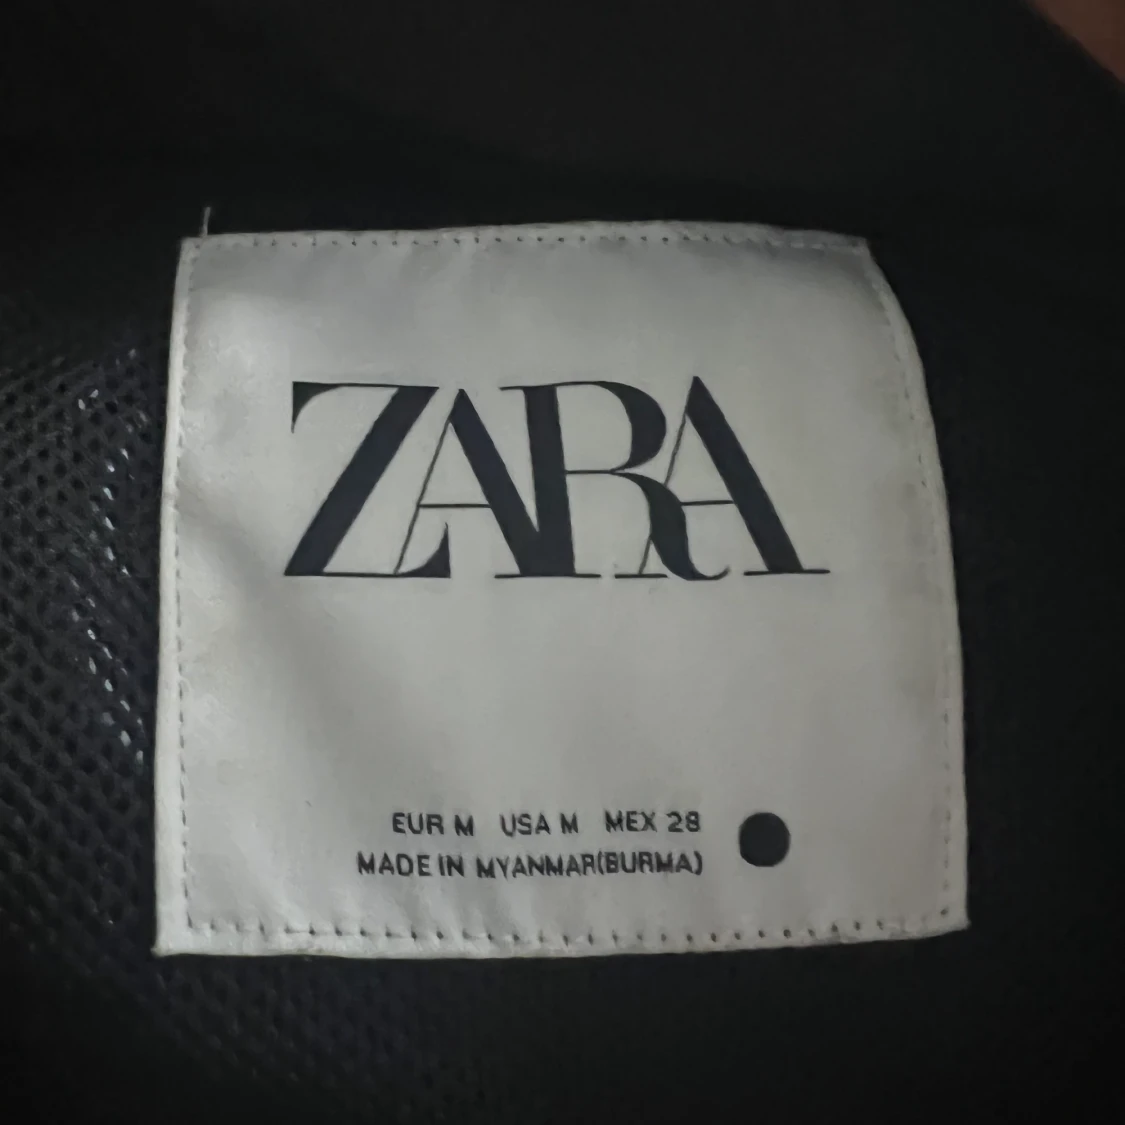 ZARA
EUR M USA M MEX 28
MADE IN MYANMAR(BURMA)